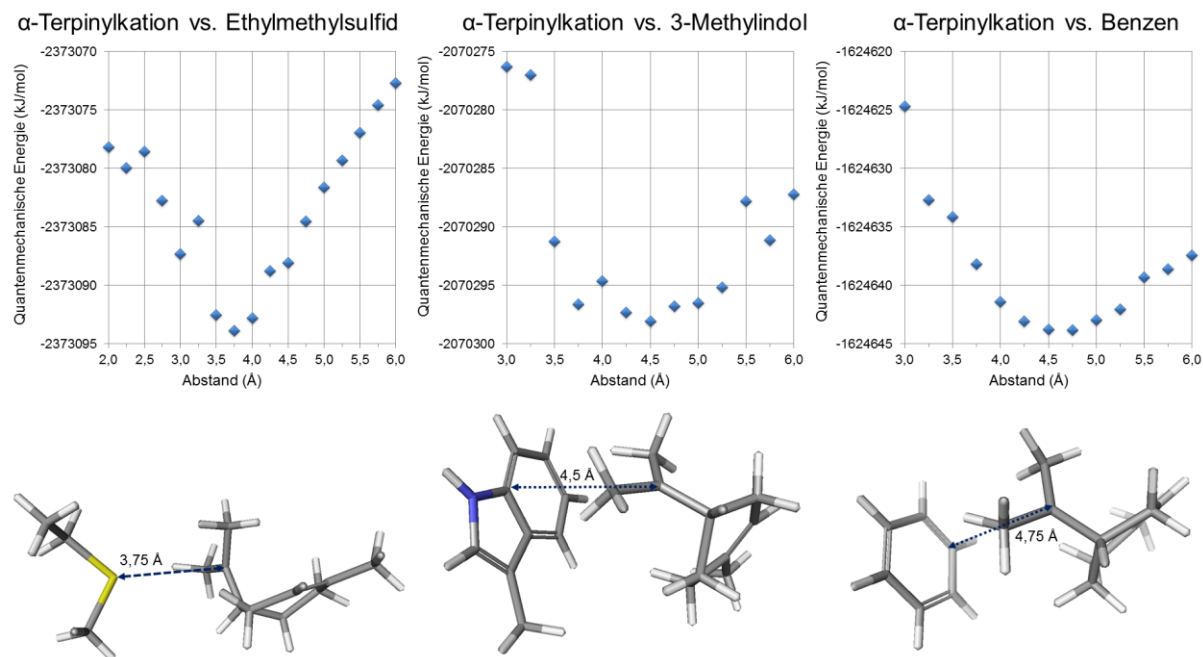 α-Terpinylkation vs. Ethylmethylsulfid
α-Terpinylkation vs. 3-Methylindol
α-Terpinylkation vs. Benzen
Quantenmechanische Energie (kJ/mol)
-2373070
-2373075
-2373080
-2373085
-2373090
-2373095
2,0 2,5 3,0 3,5 4,0 4,5 5,0 5,5 6,0
Abstand (Å)
Quantenmechanische Energie (kJ/mol)
-2070275
-2070280
-2070285
-2070290
-2070295
-2070300
3,0 3,5 4,0 4,5 5,0 5,5 6,0
Abstand (Å)
Quantenmechanische Energie (kJ/mol)
-1624620
-1624625
-1624630
-1624635
-1624640
-1624645
3,0 3,5 4,0 4,5 5,0 5,5 6,0
Abstand (Å)
3,75 Å
4,5 Å
4,75 Å